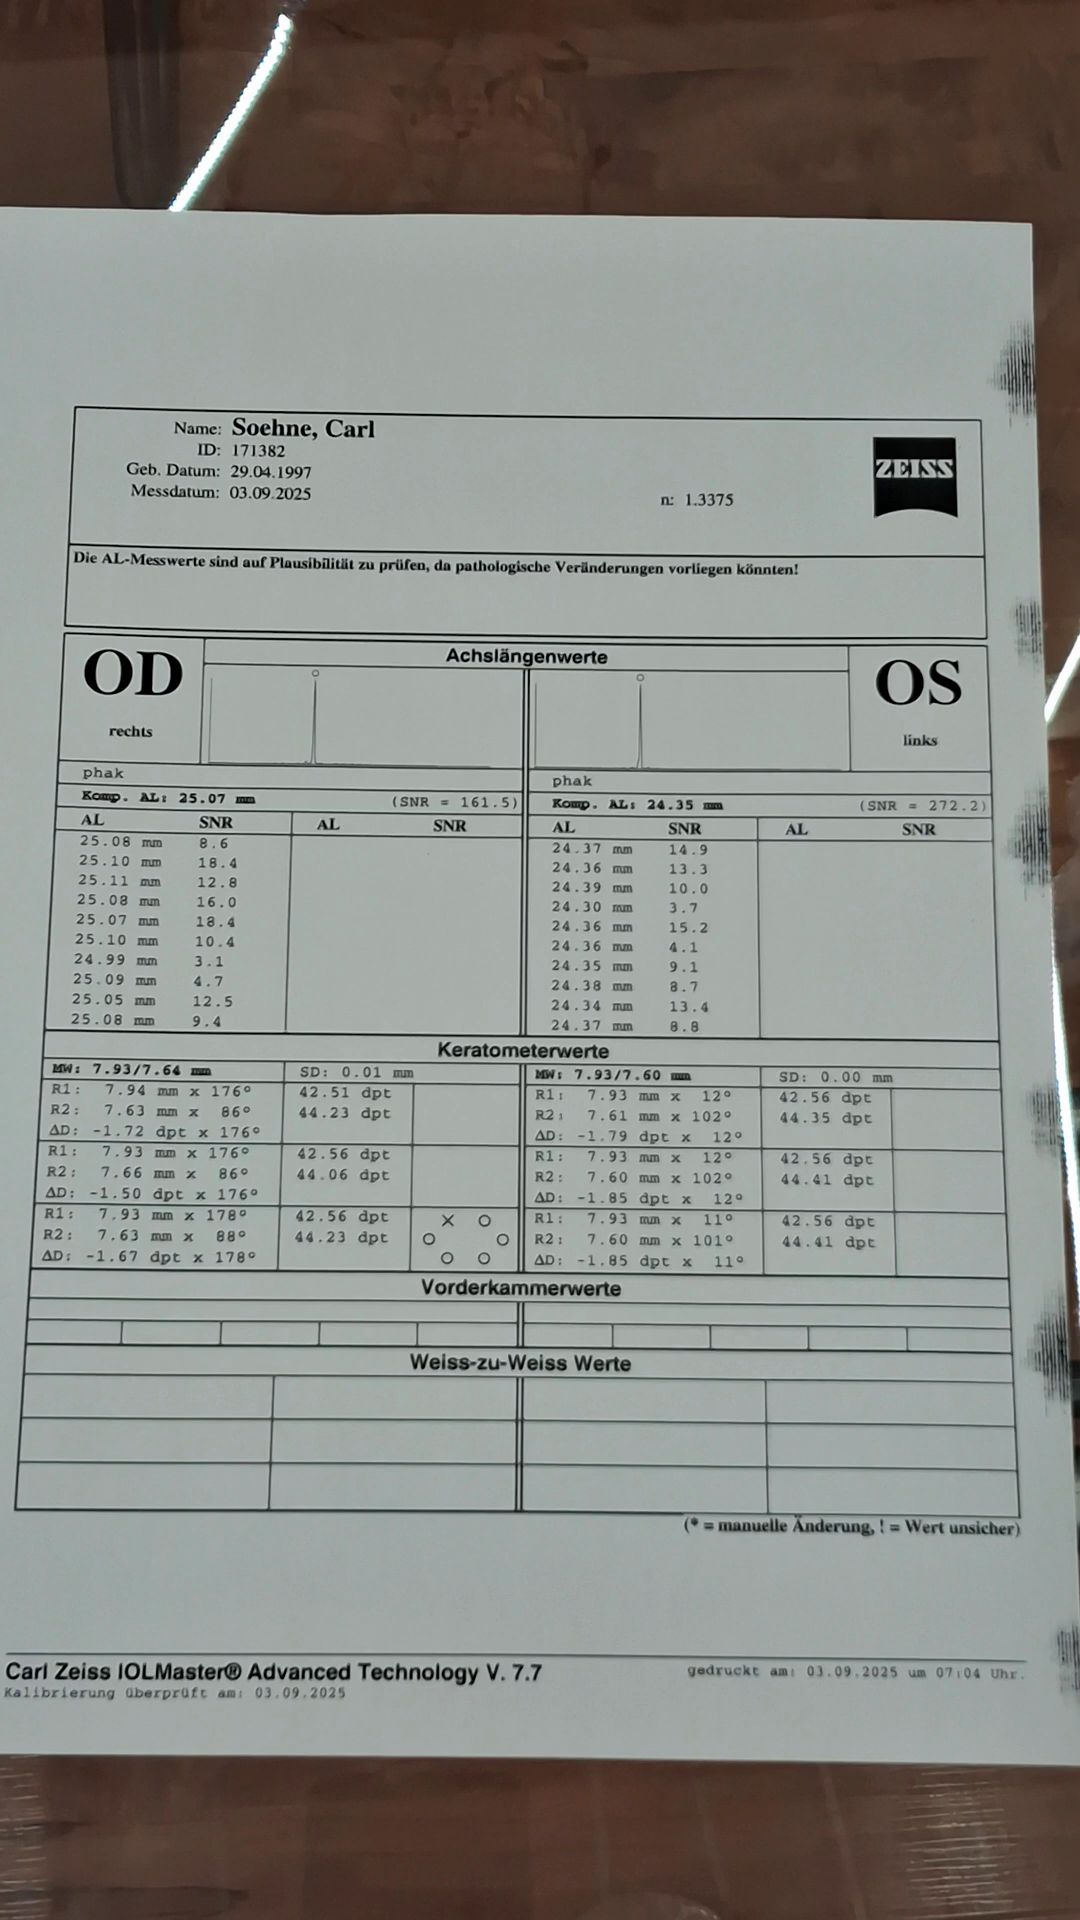 Name: Soehne, Carl
ID: 171382
Geb. Datum: 29.04.1997
Messdatum: 03.09.2025
n: 1.3375
ZEISS
Die AL-Messwerte sind auf Plausibilität zu prüfen, da pathologische Veränderungen vorliegen könnten!
OD
rechts
Achslängenwerte
OS
links
phak
phak
Komp. AL: 25.07 mm (SNR = 161.5)
Komp. AL: 24.35 mm (SNR = 272.2)
AL SNR AL SNR
AL SNR AL SNR
25.08 mm 8.6
25.10 mm 18.4
25.11 mm 12.8
25.08 mm 16.0
25.07 mm 18.4
25.10 mm 10.4
24.99 mm 3.1
25.09 mm 4.7
25.05 mm 12.5
25.08 mm 9.4
24.37 mm 14.9
24.36 mm 13.3
24.39 mm 10.0
24.30 mm 3.7
24.36 mm 15.2
24.36 mm 4.1
24.35 mm 9.1
24.38 mm 8.7
24.34 mm 13.4
24.37 mm 8.8
Keratometerwerte
MW: 7.93/7.64 mm SD: 0.01 mm
R1: 7.94 mm x 176° 42.51 dpt
R2: 7.63 mm x 86° 44.23 dpt
ΔD: -1.72 dpt x 176°
R1: 7.93 mm x 176° 42.56 dpt
R2: 7.66 mm x 86° 44.06 dpt
ΔD: -1.50 dpt x 176°
R1: 7.93 mm x 178° 42.56 dpt
R2: 7.63 mm x 88° 44.23 dpt
ΔD: -1.67 dpt x 178°
MW: 7.93/7.60 mm SD: 0.00 mm
R1: 7.93 mm x 12° 42.56 dpt
R2: 7.61 mm x 102° 44.35 dpt
ΔD: -1.79 dpt x 12°
R1: 7.93 mm x 12° 42.56 dpt
R2: 7.60 mm x 102° 44.41 dpt
ΔD: -1.85 dpt x 12°
R1: 7.93 mm x 11° 42.56 dpt
R2: 7.60 mm x 101° 44.41 dpt
ΔD: -1.85 dpt x 11°
Vorderkammerwerte
Weiss-zu-Weiss Werte
(* = manuelle Änderung, ! = Wert unsicher)
Carl Zeiss IOLMaster® Advanced Technology V. 7.7
gedruckt am: 03.09.2025 um 07:04 Uhr.
Kalibrierung überprüft am: 03.09.2025